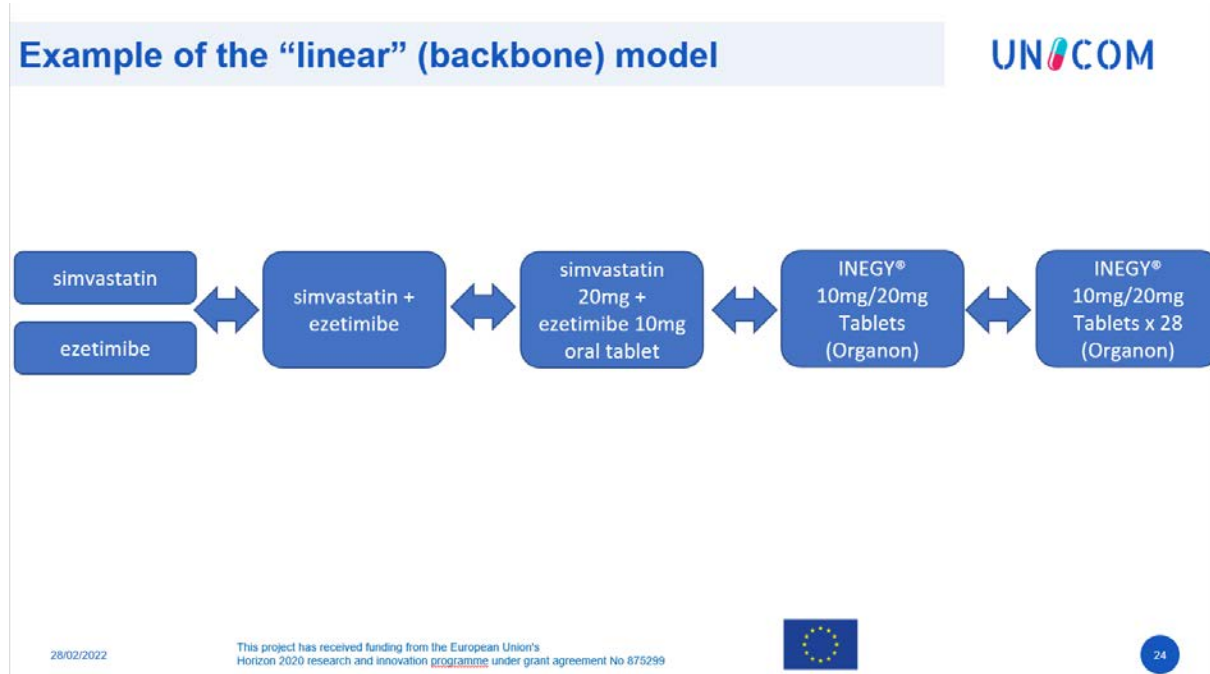 Example of the “linear” (backbone) model
UNICOM
simvastatin
ezetimibe
simvastatin +
ezetimibe
simvastatin
20mg +
ezetimibe 10mg
oral tablet
INEGY®
10mg/20mg
Tablets
(Organon)
INEGY®
10mg/20mg
Tablets x 28
(Organon)
28/02/2022
This project has received funding from the European Union's
Horizon 2020 research and innovation programme under grant agreement No 875299
24